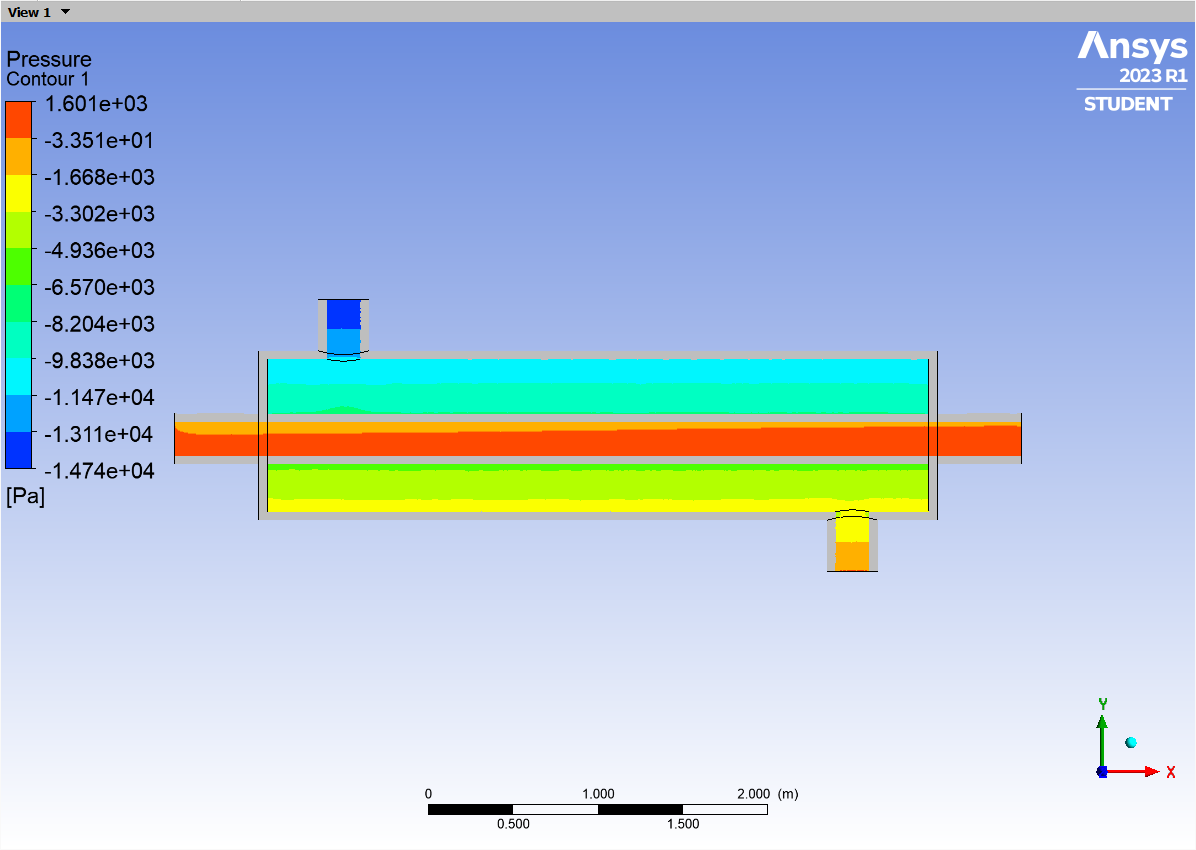 View 1
Ansys
2023 R1
STUDENT
Pressure
Contour 1
1.601e+03
-3.351e+01
-1.668e+03
-3.302e+03
-4.936e+03
-6.570e+03
-8.204e+03
-9.838e+03
-1.147e+04
-1.311e+04
-1.474e+04
[Pa]
Y
X
0 1.000 2.000 (m)
0.500 1.500